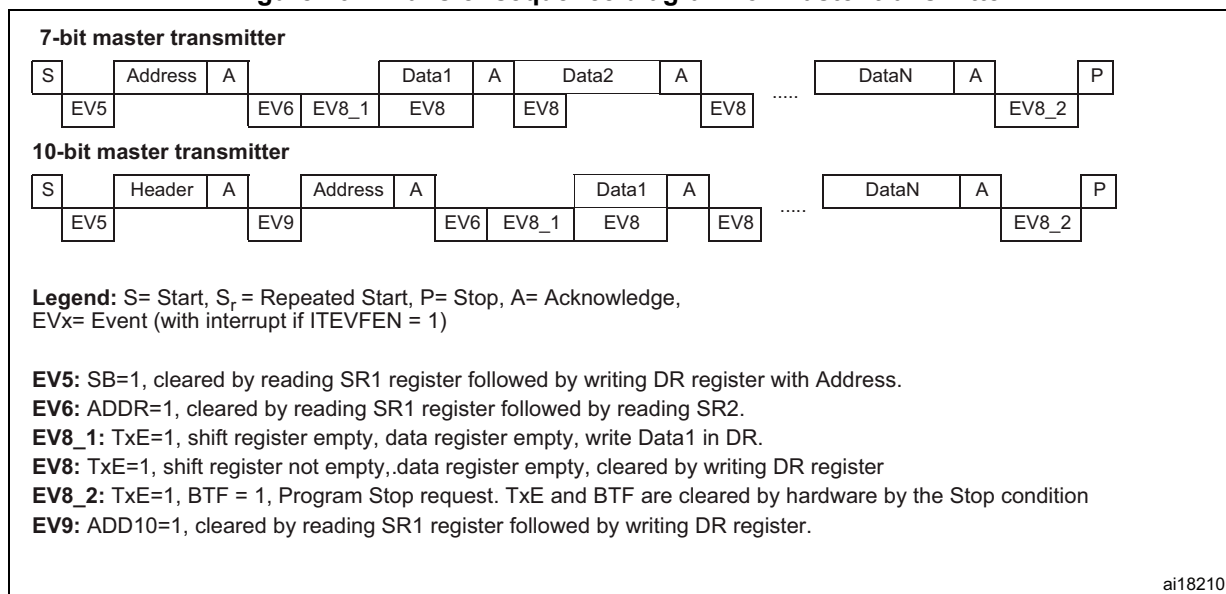 7-bit master transmitter
S Address A Data1 A Data2 A ..... DataN A P
EV5 EV6 EV8_1 EV8 EV8 EV8 EV8_2
10-bit master transmitter
S Header A Address A Data1 A ..... DataN A P
EV5 EV9 EV6 EV8_1 EV8 EV8 EV8_2
Legend: S= Start, Sr = Repeated Start, P= Stop, A= Acknowledge,
EVx= Event (with interrupt if ITEVFEN = 1)
EV5: SB=1, cleared by reading SR1 register followed by writing DR register with Address.
EV6: ADDR=1, cleared by reading SR1 register followed by reading SR2.
EV8_1: TxE=1, shift register empty, data register empty, write Data1 in DR.
EV8: TxE=1, shift register not empty,.data register empty, cleared by writing DR register
EV8_2: TxE=1, BTF = 1, Program Stop request. TxE and BTF are cleared by hardware by the Stop condition
EV9: ADD10=1, cleared by reading SR1 register followed by writing DR register.
ai18210